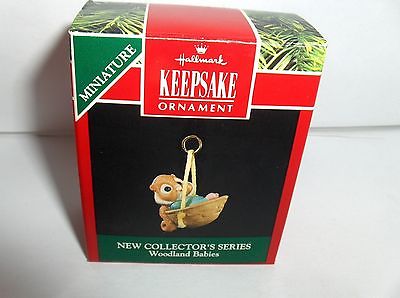 MINIATURE
Hallmark
KEEPSAKE
ORNAMENT
NEW COLLECTOR'S SERIES
Woodland Babies